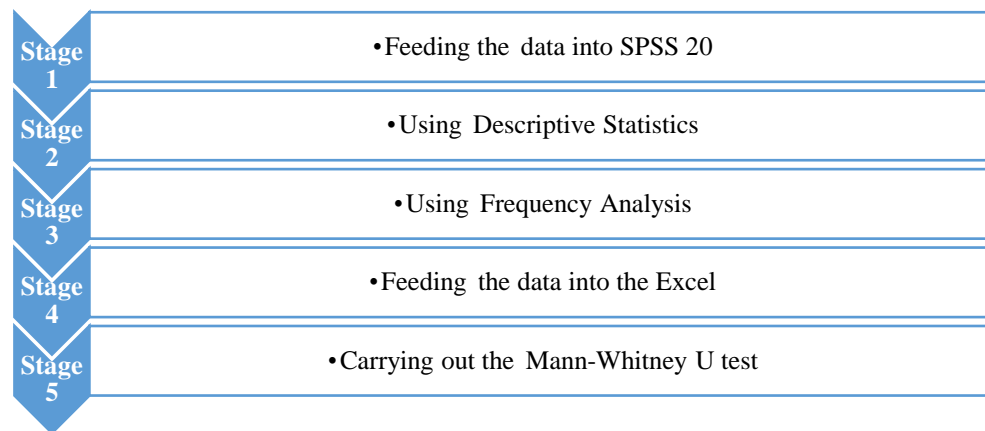 Stage
1
•Feeding the data into SPSS 20
Stage
2
•Using Descriptive Statistics
Stage
3
•Using Frequency Analysis
Stage
4
•Feeding the data into the Excel
Stage
5
•Carrying out the Mann-Whitney U test